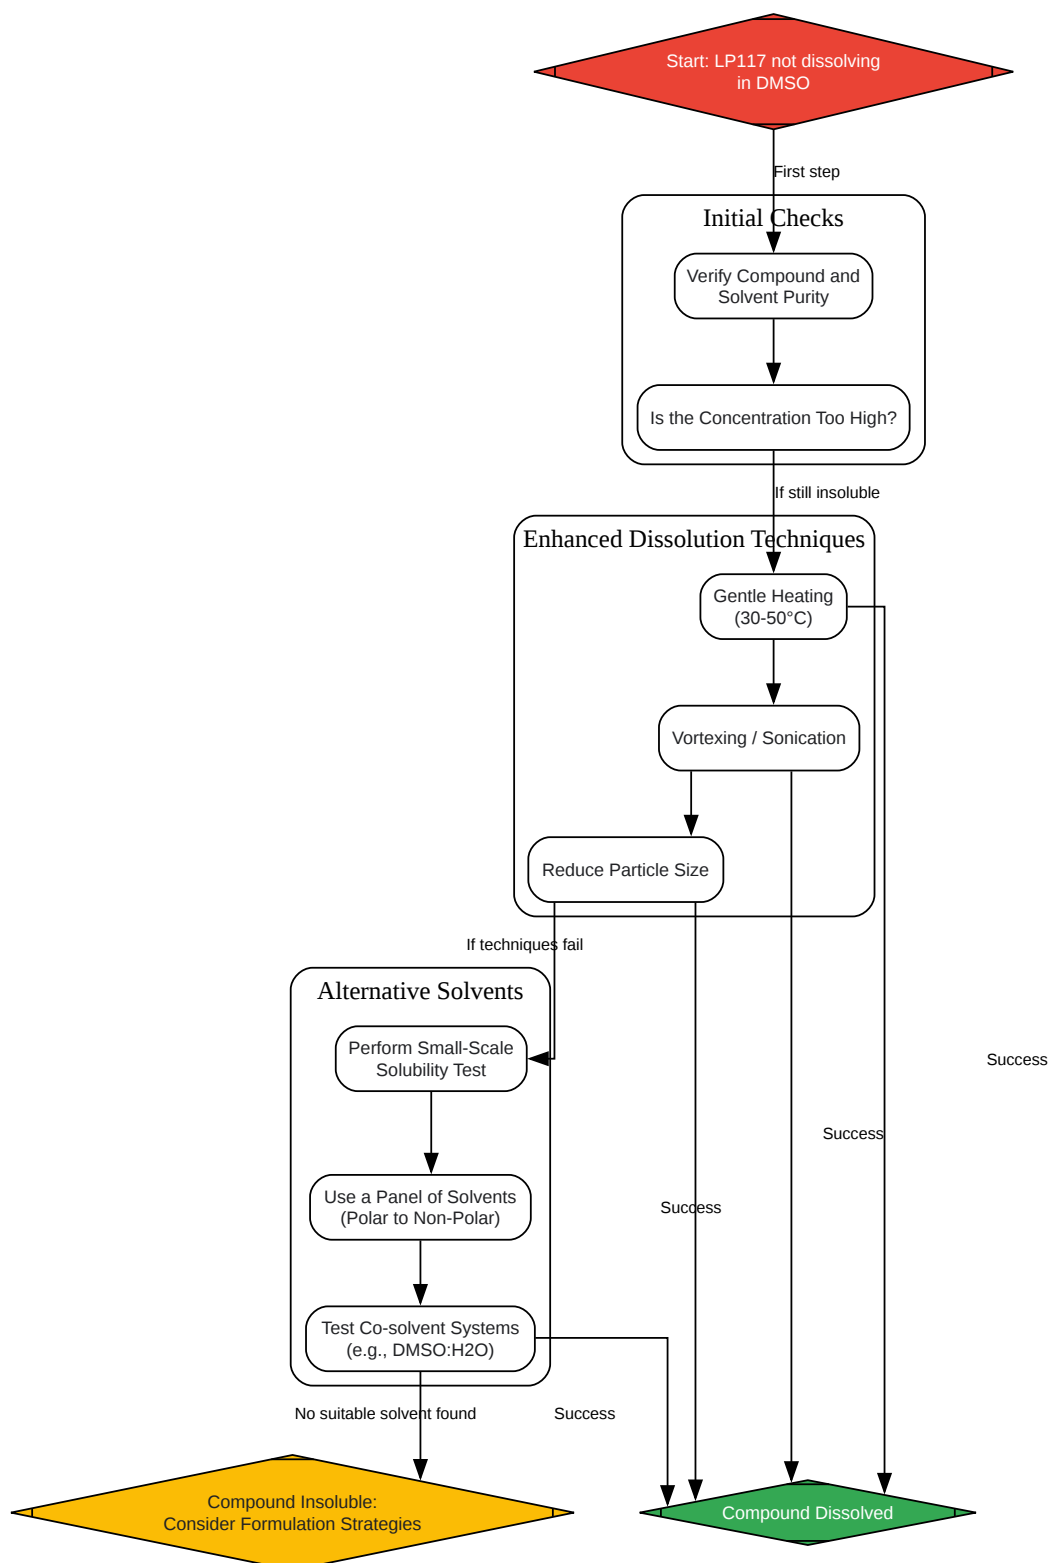 Start: LP117 not dissolving
in DMSO
First step
Initial Checks
Verify Compound and
Solvent Purity
Is the Concentration Too High?
If still insoluble
Enhanced Dissolution Techniques
Gentle Heating
(30-50°C)
Vortexing / Sonication
Reduce Particle Size
If techniques fail
Alternative Solvents
Perform Small-Scale
Solubility Test
Success
Success
Use a Panel of Solvents
(Polar to Non-Polar)
Success
Test Co-solvent Systems
(e.g., DMSO:H2O)
No suitable solvent found
Success
Compound Insoluble:
Consider Formulation Strategies
Compound Dissolved